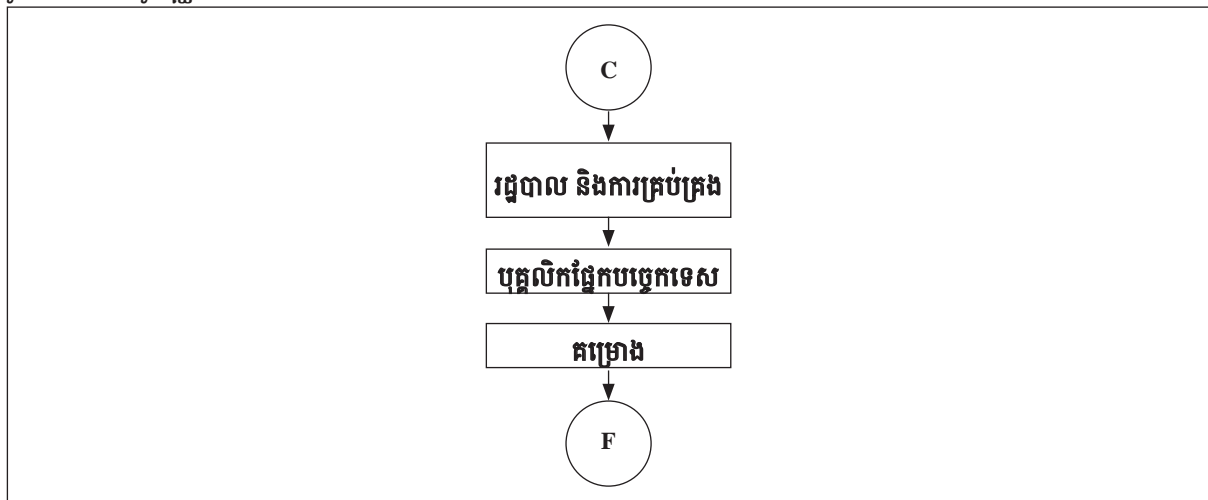 C
រដ្ឋបាល និងការគ្រប់គ្រង
បុគ្គលិកផ្នែកបច្ចេកទេស
គម្រោង
F